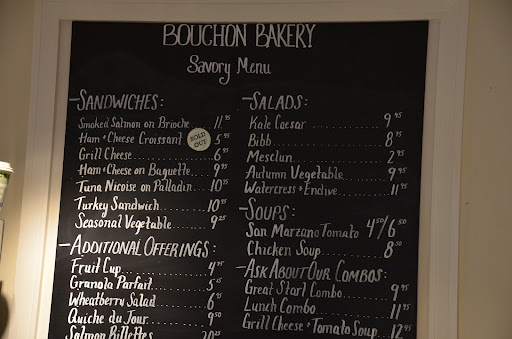 BOUCHON BAKERY
Savory Menu
SANDWICHES:
Smoked Salmon on Brioche 11.95
Ham + Cheese Croissant SOLD OUT 5.95
Grill Cheese 6.95
Ham + Cheese on Baguette 9.95
Tuna Nicoise on Palladin 10.95
Turkey Sandwich 10.95
Seasonal Vegetable 9.25
ADDITIONAL OFFERINGS:
Fruit Cup 4.95
Granola Parfait 5.15
Wheatberry Salad 6.95
Quiche du Jour 9.50
Salmon Rillettes
SALADS:
Kale Caesar 9.95
Bibb 8.95
Mesclun 2.95
Autumn Vegetable 9.95
Watercress + Endive 11.95
SOUPS:
San Marzano Tomato 4.50/6.50
Chicken Soup 8.50
ASK ABOUT OUR COMBOS:
Great Start Combo 9.95
Lunch Combo 11.95
Grill Cheese + Tomato Soup 12.95